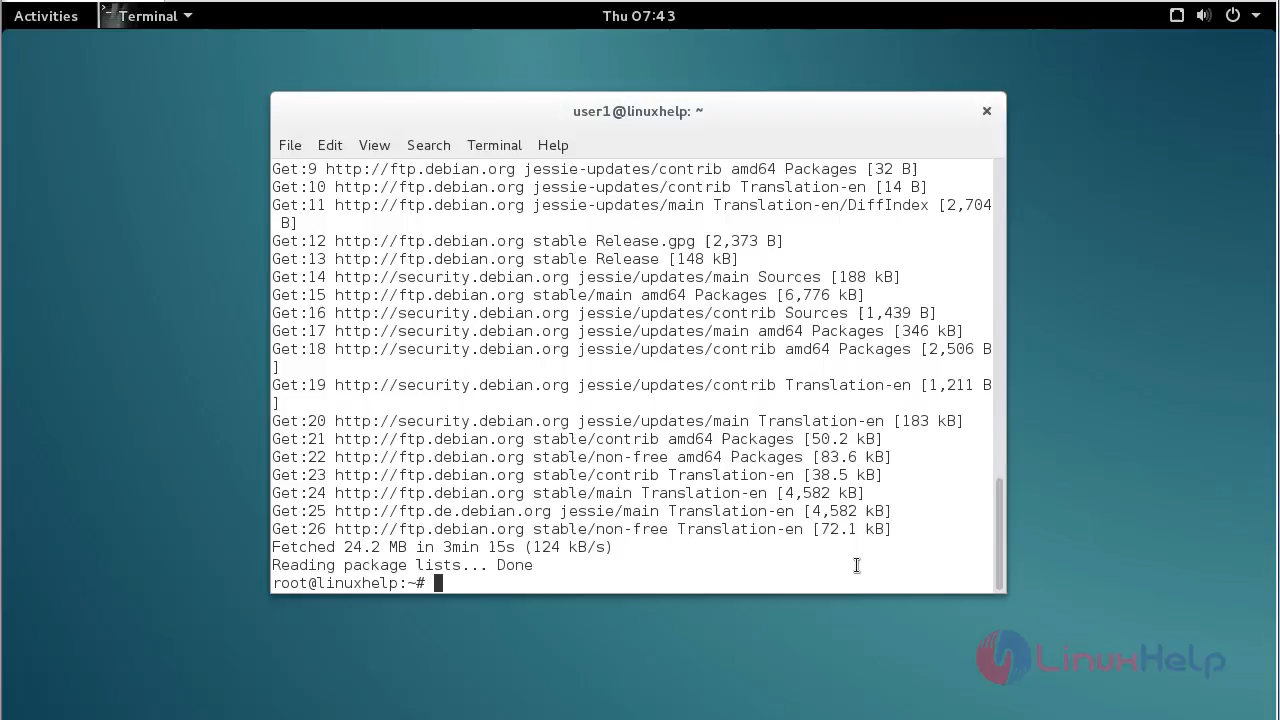 Activities
Terminal
Thu 07:43
user1@linuxhelp: ~
File Edit View Search Terminal Help
Get:9 http://ftp.debian.org jessie-updates/contrib amd64 Packages [32 B]
Get:10 http://ftp.debian.org jessie-updates/contrib Translation-en [14 B]
Get:11 http://ftp.debian.org jessie-updates/main Translation-en/DiffIndex [2,704
 B]
Get:12 http://ftp.debian.org stable Release.gpg [2,373 B]
Get:13 http://ftp.debian.org stable Release [148 kB]
Get:14 http://security.debian.org jessie/updates/main Sources [188 kB]
Get:15 http://ftp.debian.org stable/main amd64 Packages [6,776 kB]
Get:16 http://security.debian.org jessie/updates/contrib Sources [1,439 B]
Get:17 http://security.debian.org jessie/updates/main amd64 Packages [346 kB]
Get:18 http://security.debian.org jessie/updates/contrib amd64 Packages [2,506 B
]
Get:19 http://security.debian.org jessie/updates/contrib Translation-en [1,211 B
]
Get:20 http://security.debian.org jessie/updates/main Translation-en [183 kB]
Get:21 http://ftp.debian.org stable/contrib amd64 Packages [50.2 kB]
Get:22 http://ftp.debian.org stable/non-free amd64 Packages [83.6 kB]
Get:23 http://ftp.debian.org stable/contrib Translation-en [38.5 kB]
Get:24 http://ftp.debian.org stable/main Translation-en [4,582 kB]
Get:25 http://ftp.de.debian.org jessie/main Translation-en [4,582 kB]
Get:26 http://ftp.debian.org stable/non-free Translation-en [72.1 kB]
Fetched 24.2 MB in 3min 15s (124 kB/s)
Reading package lists... Done
root@linuxhelp:~#
LinuxHelp